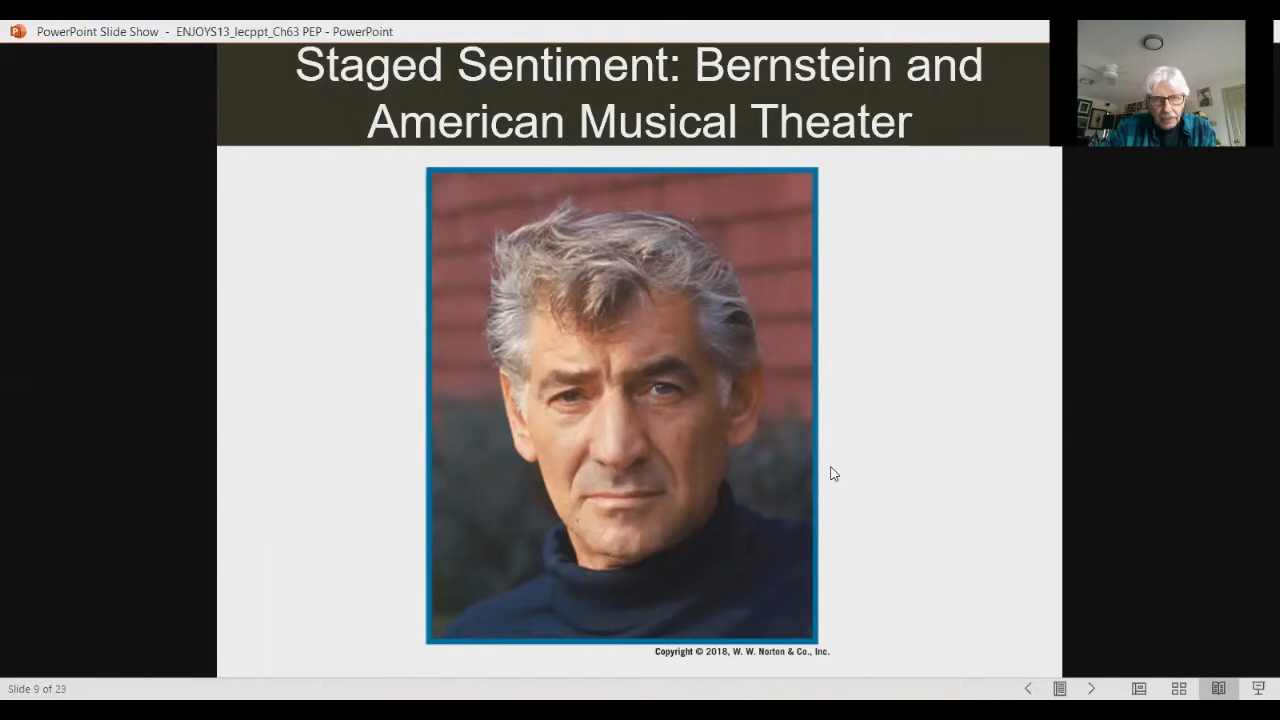 PowerPoint Slide Show - ENJOYS13_lecppt_Ch63 PEP - PowerPoint
Staged Sentiment: Bernstein and
American Musical Theater
Copyright © 2018, W. W. Norton & Co., Inc.
Slide 9 of 23